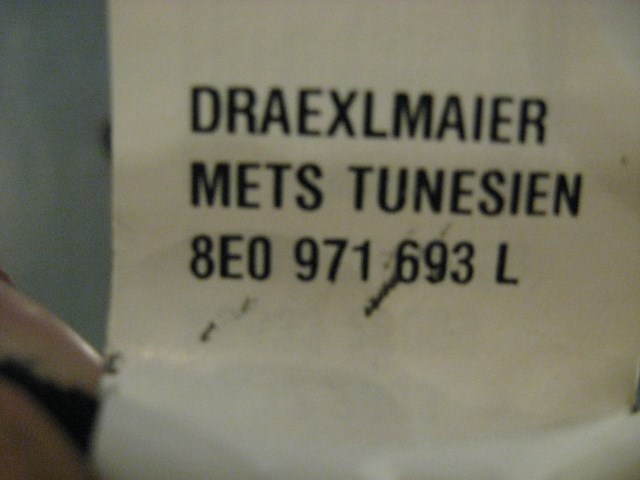 DRAEXLMAIER
METS TUNESIEN
8E0 971 693 L